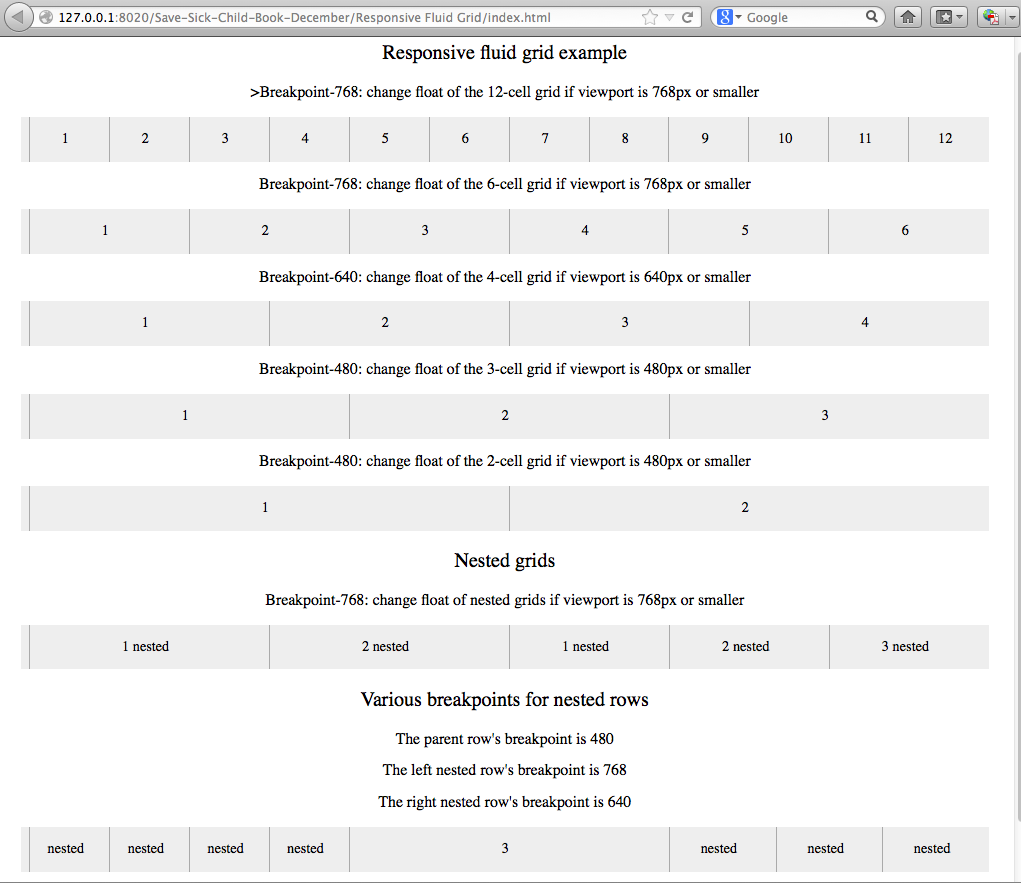 127.0.0.1:8020/Save-Sick-Child-Book-December/Responsive Fluid Grid/index.html
8 Google
Responsive fluid grid example
>Breakpoint-768: change float of the 12-cell grid if viewport is 768px or smaller
1 2 3 4 5 6 7 8 9 10 11 12
Breakpoint-768: change float of the 6-cell grid if viewport is 768px or smaller
1 2 3 4 5 6
Breakpoint-640: change float of the 4-cell grid if viewport is 640px or smaller
1 2 3 4
Breakpoint-480: change float of the 3-cell grid if viewport is 480px or smaller
1 2 3
Breakpoint-480: change float of the 2-cell grid if viewport is 480px or smaller
1 2
Nested grids
Breakpoint-768: change float of nested grids if viewport is 768px or smaller
1 nested 2 nested 1 nested 2 nested 3 nested
Various breakpoints for nested rows
The parent row's breakpoint is 480
The left nested row's breakpoint is 768
The right nested row's breakpoint is 640
nested nested nested nested 3 nested nested nested